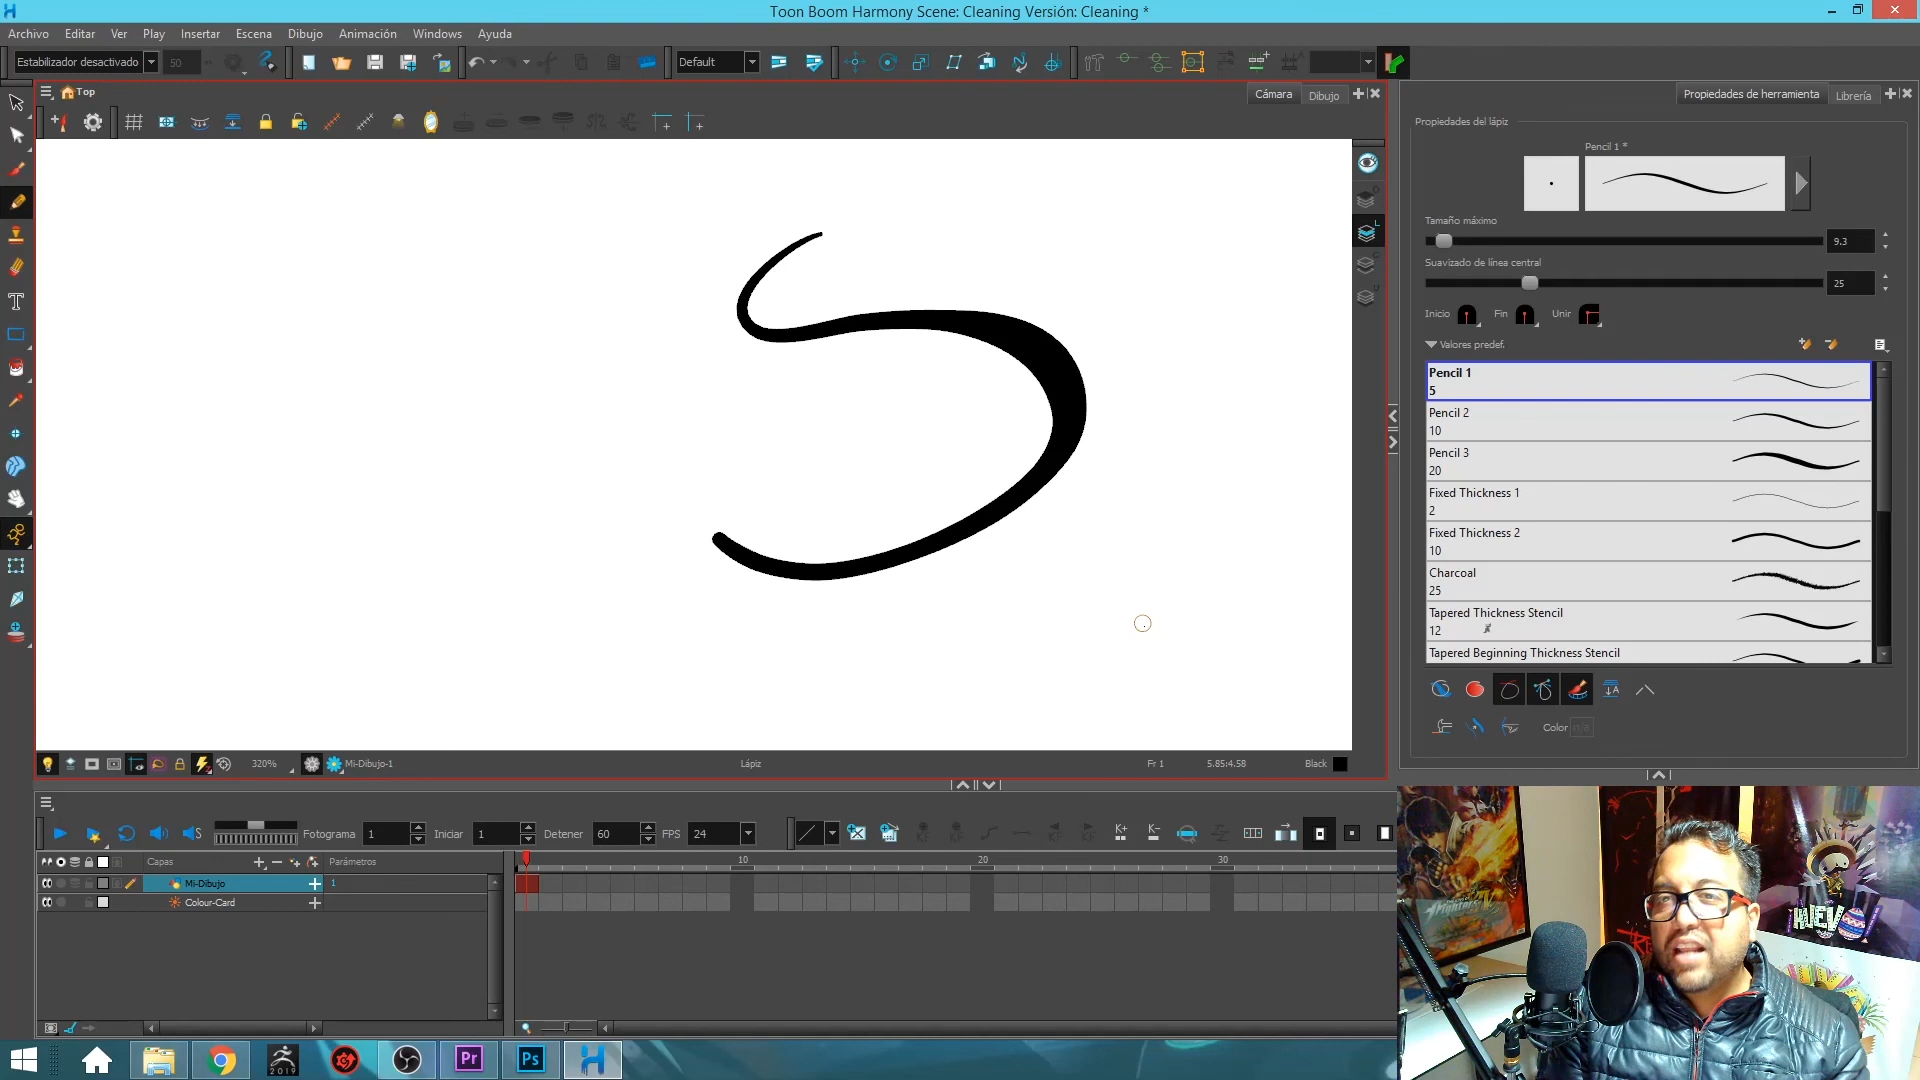 Toon Boom Harmony Scene: Cleaning Versión: Cleaning *
Archivo Editar Ver Play Insertar Escena Dibujo Animación Windows Ayuda
Estabilizador desactivado 50 Default
Top Cámara Dibujo
Propiedades de herramienta Librería
Propiedades del lápiz
Pencil 1 *
Tamaño máximo
9.3
Suavizado de línea central
25
Inicio Fin Unir
Valores predef.
Pencil 1
5
Pencil 2
10
Pencil 3
20
Fixed Thickness 1
2
Fixed Thickness 2
10
Charcoal
25
Tapered Thickness Stencil
12
Tapered Beginning Thickness Stencil
Color n/a
320% Mi-Dibujo-1 Lápiz Fr 1 5.85:4.58 Black
Fotograma 1 Iniciar 1 Detener 60 FPS 24
Capas Parámetros 10 20 30
Mi-Dibujo 1
Colour-Card
2019 Pr Ps